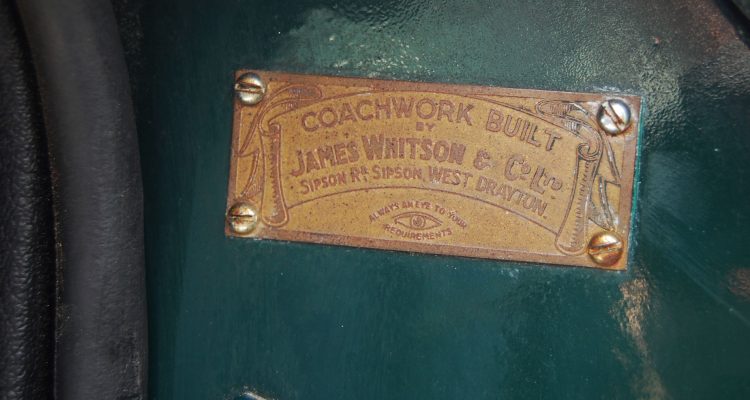 COACHWORK BUILT
BY
JAMES WHITSON & CO LTD
SIPSON RD. SIPSON, WEST DRAYTON.
ALWAYS AN EYE TO YOUR
REQUIREMENTS